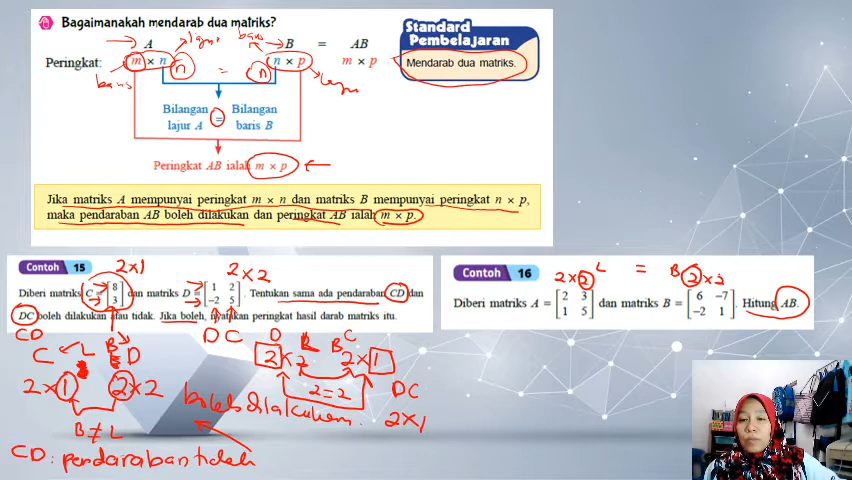 Bagaimanakah mendarab dua matriks?
A B = AB
Peringkat: m × n n × p m × p
lajur baris
n = n
baris lajur
Bilangan lajur A = Bilangan baris B
Peringkat AB ialah m × p
Jika matriks A mempunyai peringkat m × n dan matriks B mempunyai peringkat n × p,
maka pendaraban AB boleh dilakukan dan peringkat AB ialah m × p.
Standard
Pembelajaran
Mendarab dua matriks.
Contoh 15
2×1 2×2
Diberi matriks C = [8 3] dan matriks D = [1 2 -2 5]. Tentukan sama ada pendaraban CD dan
DC boleh dilakukan atau tidak. Jika boleh, nyatakan peringkat hasil darab matriks itu.
CD
C L B D
2×1 2×2
B ≠ L
CD: pendaraban tidak
boleh dilakukan.
DC
D C
L B
2×2 2×1
2=2
DC
2×1
Contoh 16
2×2 L = B 2×2
Diberi matriks A = [2 3 1 5] dan matriks B = [6 -7 -2 1]. Hitung AB.